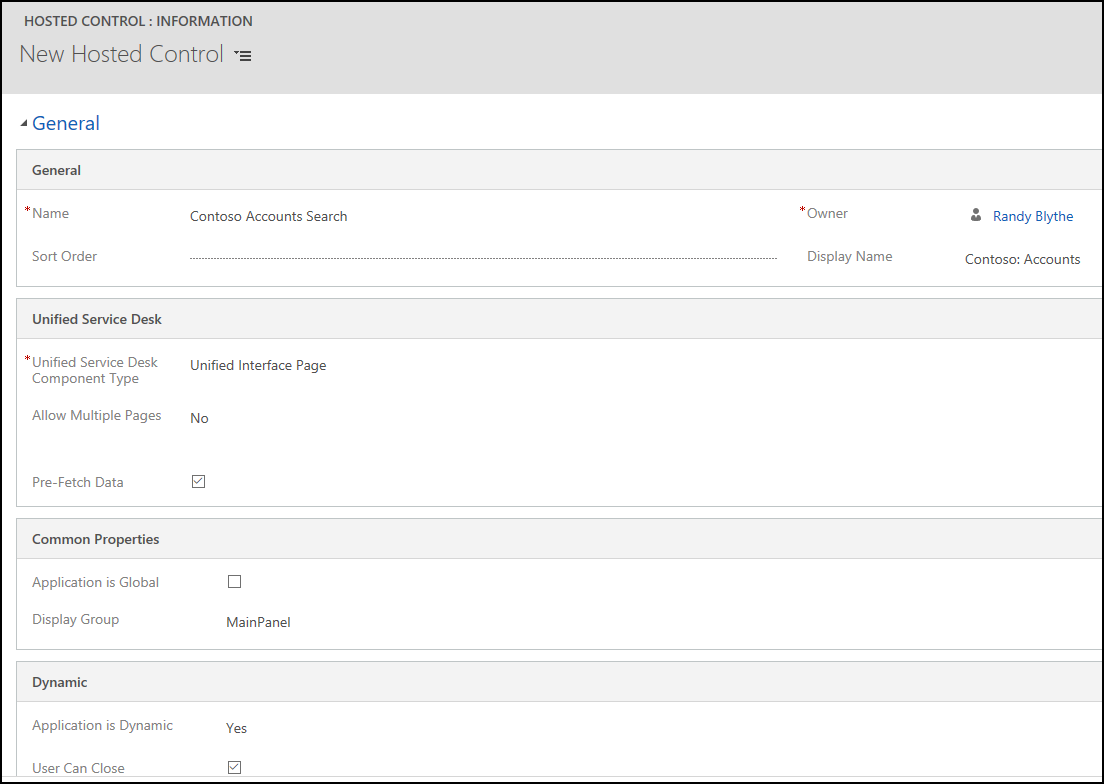 HOSTED CONTROL : INFORMATION
New Hosted Control
General
General
*Name Contoso Accounts Search *Owner Randy Blythe
Sort Order Display Name Contoso: Accounts
Unified Service Desk
*Unified Service Desk
Component Type Unified Interface Page
Allow Multiple Pages No
Pre-Fetch Data
Common Properties
Application is Global
Display Group MainPanel
Dynamic
Application is Dynamic Yes
User Can Close